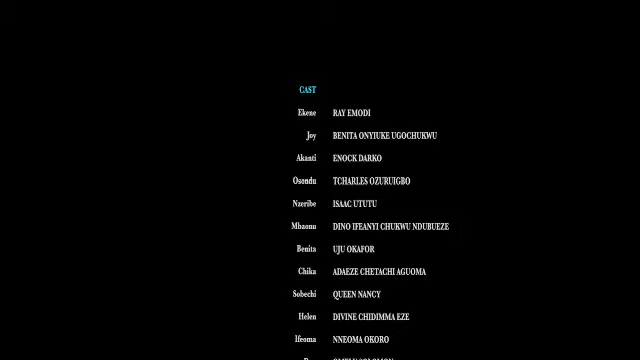 CAST
Ekene RAY EMODI
Joy BENITA ONYIUKE UGOCHUKWU
Akanti ENOCK DARKO
Osondu TCHARLES OZURUIGBO
Nzeribe ISAAC UTUTU
Mbaonu DINO IFEANYI CHUKWU NDUBUEZE
Benita UJU OKAFOR
Chika ADAEZE CHETACHI AGUOMA
Sobechi QUEEN NANCY
Helen DIVINE CHIDIMMA EZE
Ifeoma NNEOMA OKORO